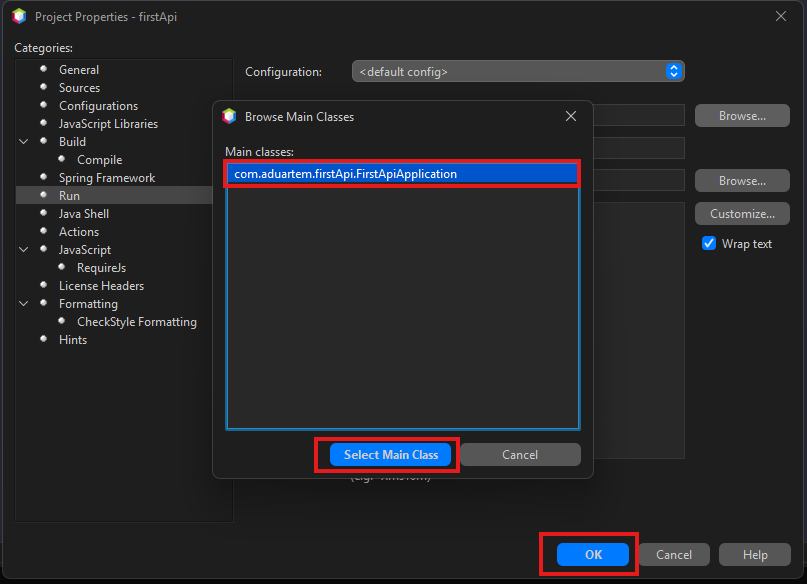 Project Properties - firstApi
Categories:
General
Sources
Configurations
JavaScript Libraries
Build
Compile
Spring Framework
Run
Java Shell
Actions
JavaScript
RequireJs
License Headers
Formatting
CheckStyle Formatting
Hints
Configuration:
<default config>
Browse...
Browse...
Customize...
Wrap text
Browse Main Classes
Main classes:
com.aduartem.firstApi.FirstApiApplication
Select Main Class
Cancel
OK
Cancel
Help